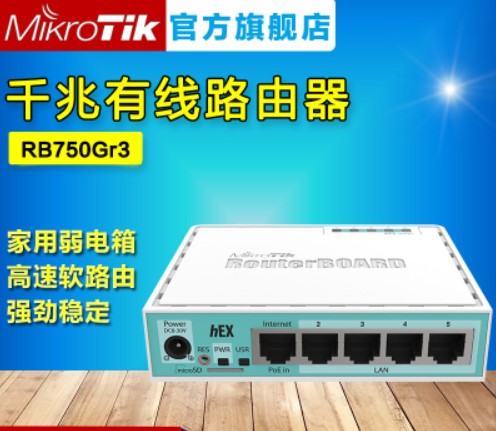 MikroTik 官方旗舰店
千兆有线路由器
RB750Gr3
家用弱电箱
高速软路由
强劲稳定
MikroTik
RouterBOARD
Power
DC8-30V
hEX
RES PWR USR
microSD
Internet 2 3 4 5
PoE in LAN